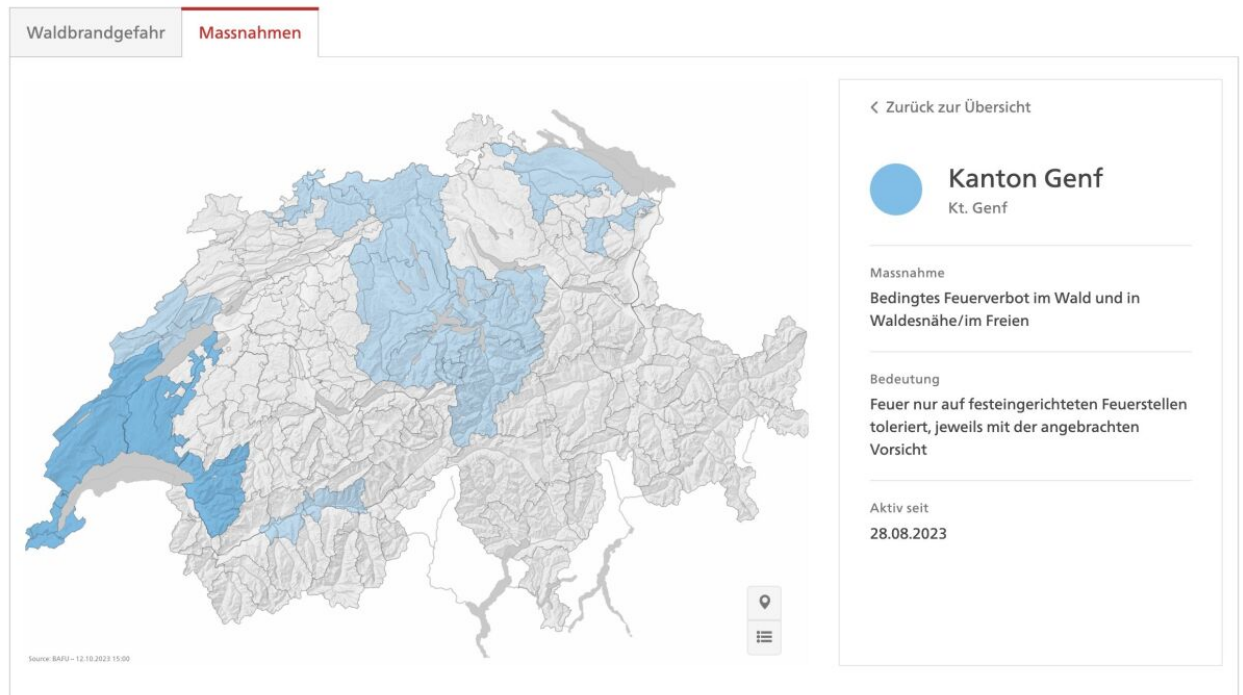 Waldbrandgefahr
Massnahmen
Zurück zur Übersicht
Kanton Genf
Kt. Genf
Massnahme
Bedingtes Feuerverbot im Wald und in
Waldesnähe/im Freien
Bedeutung
Feuer nur auf festeingerichteten Feuerstellen
toleriert, jeweils mit der angebrachten
Vorsicht
Aktiv seit
28.08.2023
Source: BAFU – 12.10.2023 15:00